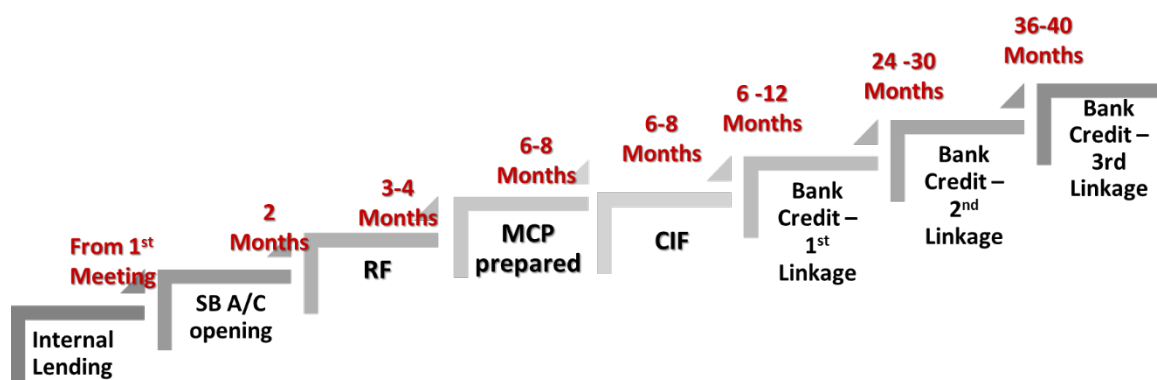 From 1st
Meeting
Internal
Lending
2
Months
SB A/C
opening
3-4
Months
RF
6-8
Months
MCP
prepared
6-8
Months
CIF
6 -12
Months
Bank
Credit –
1st
Linkage
24 -30
Months
Bank
Credit –
2nd
Linkage
36-40
Months
Bank
Credit –
3rd
Linkage